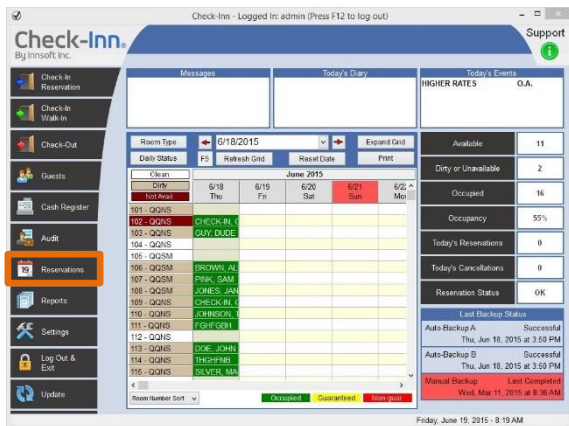 Check-Inn - Logged In: admin (Press F12 to log out)
Check-Inn®
By Innsoft Inc.
Support
Check-In
Reservation
Check-In
Walk-In
Check-Out
Guests
Cash Register
Audit
19
Reservations
Reports
Settings
Log Out &
Exit
Update
Messages
Today's Diary
Today's Events
HIGHER RATES O.A.
Room Type
6/18/2015
Expand Grid
Daily Status
F5
Refresh Grid
Reset Date
Print
Clean
Dirty
Not Avail.
June 2015
6/18 6/19 6/20 6/21 6/22
Thu Fri Sat Sun Mon
101 - QQNS
102 - QQNS CHECK-IN, C
103 - QQNS GUY, DUDE
104 - QQNS
105 - QQSM
106 - QQSM BROWN, AL
107 - QQSM PINK, SAM
108 - QQSM JONES, JAN
109 - QQNS CHECK-IN, C
110 - QQNS JOHNSON, T
111 - QQNS FGHFGBH
112 - QQNS
113 - QQNS DOE, JOHN
114 - QQNS THGHFNB
115 - QQNS SILVER, MA
Room Number Sort
Occupied Guaranteed Non-guar
Available 11
Dirty or Unavailable 2
Occupied 16
Occupancy 55%
Today's Reservations 0
Today's Cancellations 0
Reservation Status OK
Last Backup Status
Auto-Backup A Successful
Thu, Jun 18, 2015 at 3:50 PM
Auto-Backup B Successful
Thu, Jun 18, 2015 at 3:50 PM
Manual Backup Last Completed
Wed, Mar 11, 2015 at 8:36 AM
Friday, June 19, 2015 - 8:19 AM